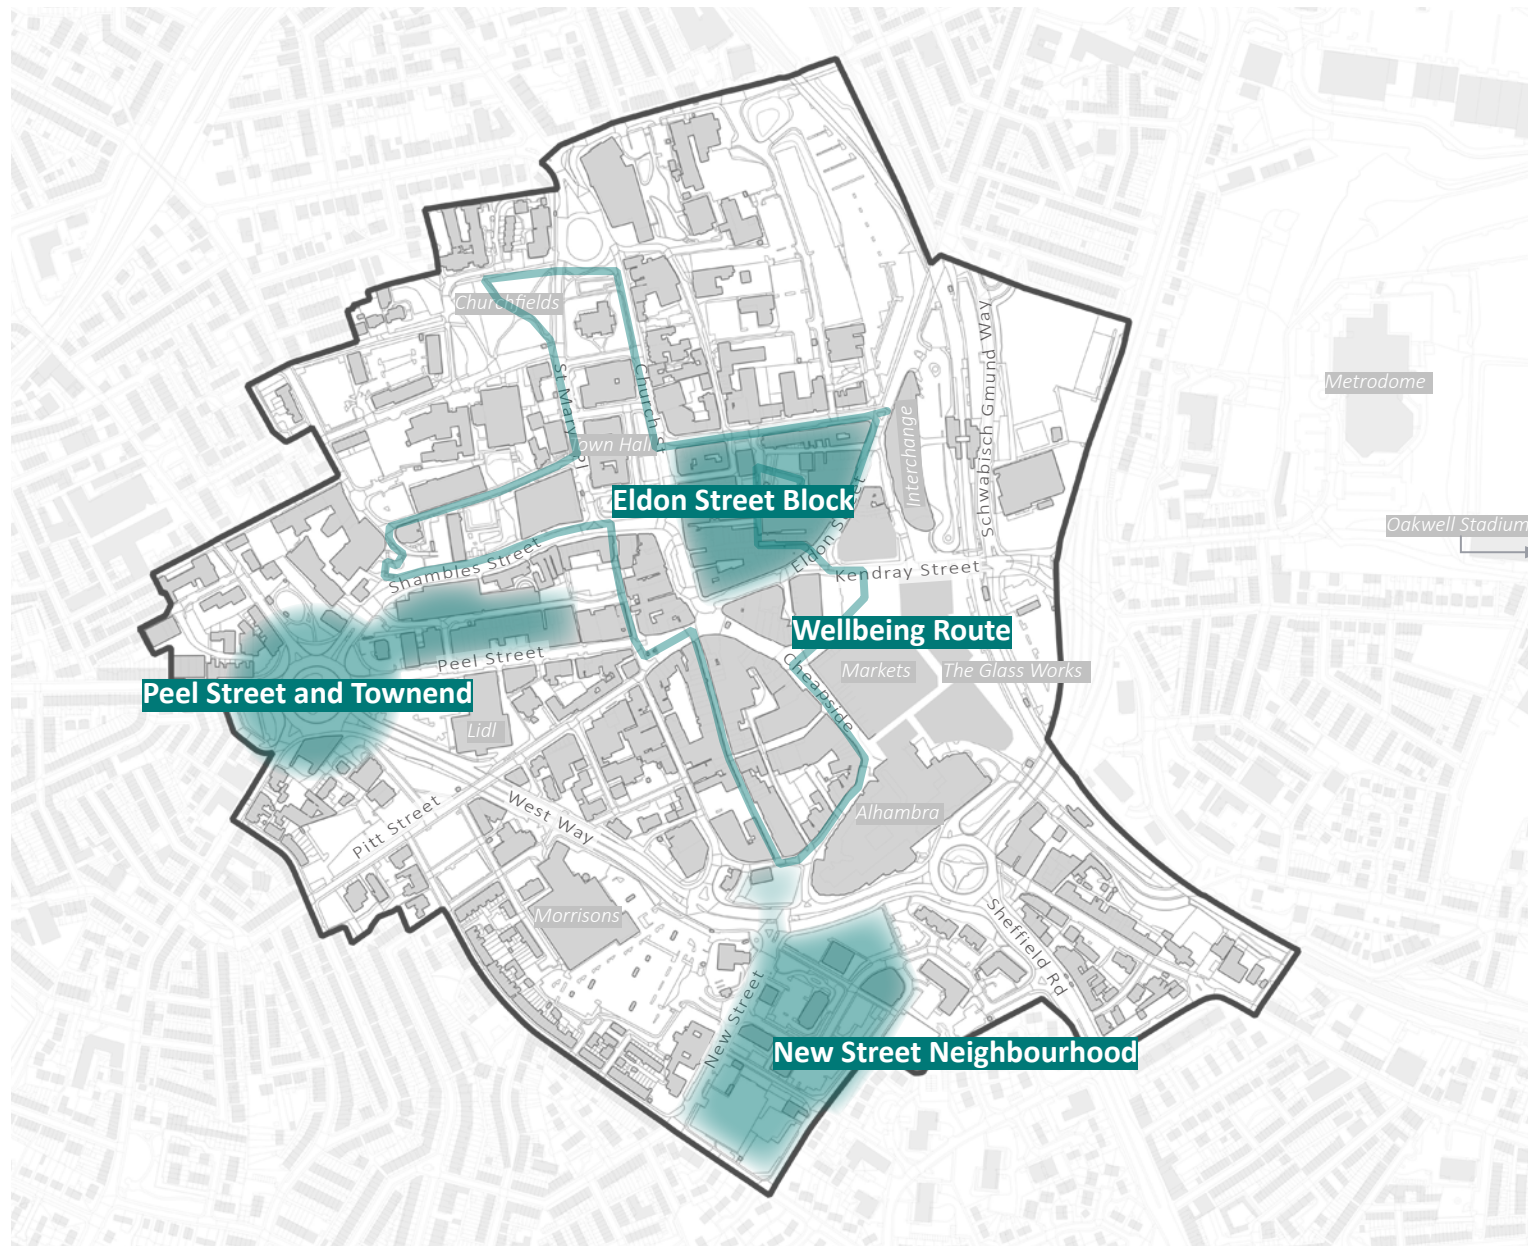 Churchfields
Schwabisch Gmund Way
St Mary's Pl
Church St
Metrodome
Town Hall
Interchange
Eldon Street Block
Eldon Street
Oakwell Stadium
Shambles Street
Kendray Street
Wellbeing Route
Peel Street
Cheapside
Markets
The Glass Works
Peel Street and Townend
Lidl
West Way
Pitt Street
Alhambra
Morrisons
Sheffield Rd
New Street
New Street Neighbourhood